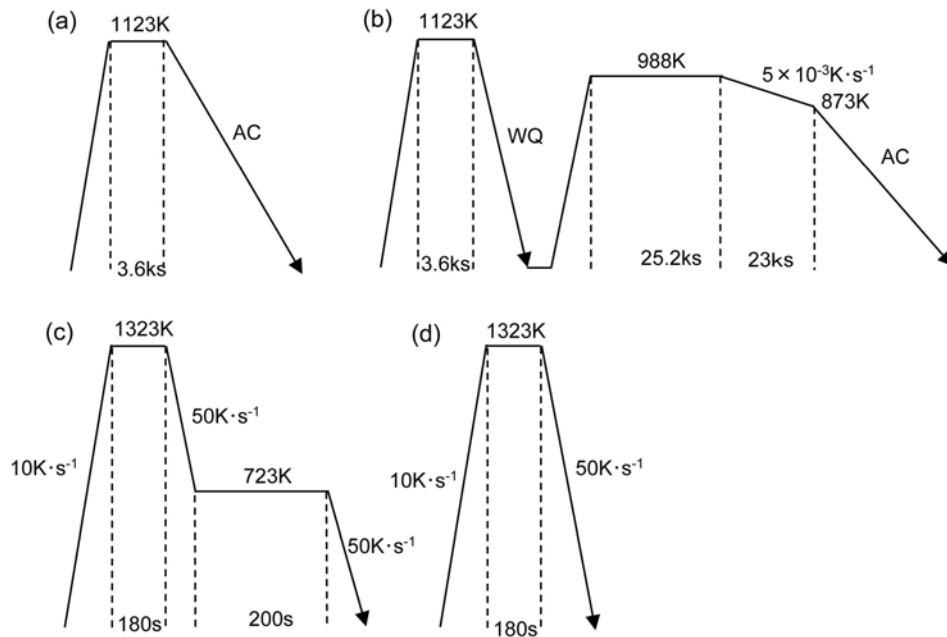 (a)
1123K
AC
3.6ks
(b)
1123K
WQ
3.6ks
988K
25.2ks
5×10⁻³K·s⁻¹
873K
23ks
AC
(c)
1323K
10K·s⁻¹
50K·s⁻¹
723K
50K·s⁻¹
180s
200s
(d)
1323K
10K·s⁻¹
50K·s⁻¹
180s